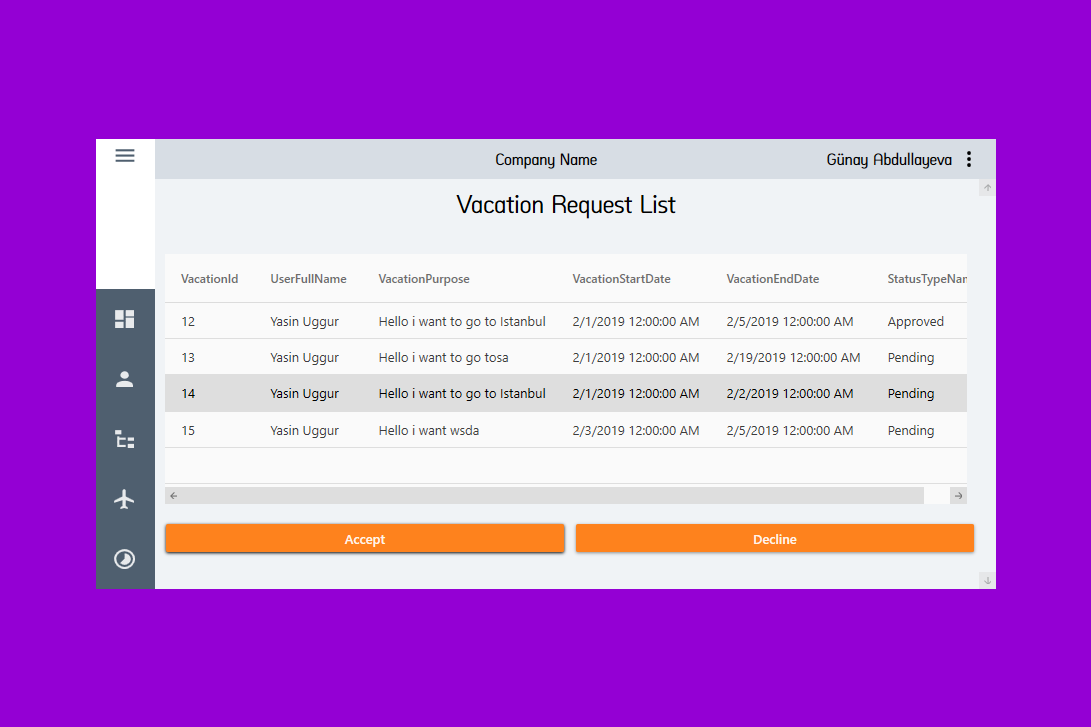 Company Name Günay Abdullayeva
Vacation Request List
VacationId UserFullName VacationPurpose VacationStartDate VacationEndDate StatusTypeNam
12 Yasin Uggur Hello i want to go to Istanbul 2/1/2019 12:00:00 AM 2/5/2019 12:00:00 AM Approved
13 Yasin Uggur Hello i want to go tosa 2/1/2019 12:00:00 AM 2/19/2019 12:00:00 AM Pending
14 Yasin Uggur Hello i want to go to Istanbul 2/1/2019 12:00:00 AM 2/2/2019 12:00:00 AM Pending
15 Yasin Uggur Hello i want wsda 2/3/2019 12:00:00 AM 2/5/2019 12:00:00 AM Pending
Accept Decline